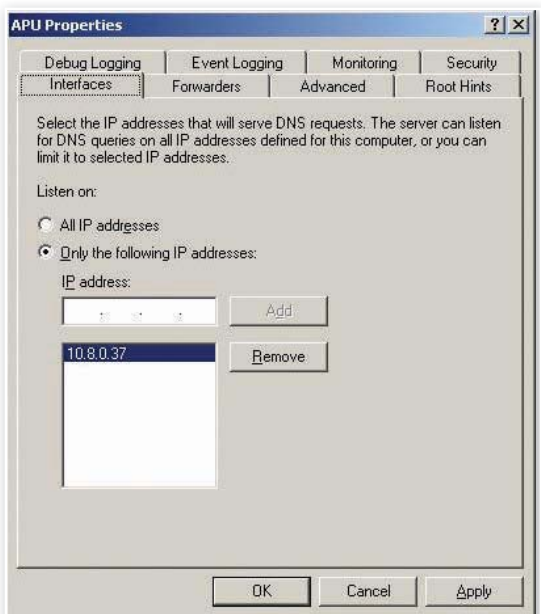 APU Properties
Debug Logging Event Logging Monitoring Security
Interfaces Forwarders Advanced Root Hints
Select the IP addresses that will serve DNS requests. The server can listen
for DNS queries on all IP addresses defined for this computer, or you can
limit it to selected IP addresses.
Listen on:
All IP addresses
Only the following IP addresses:
IP address:
. . . Add
10.8.0.37 Remove
OK Cancel Apply